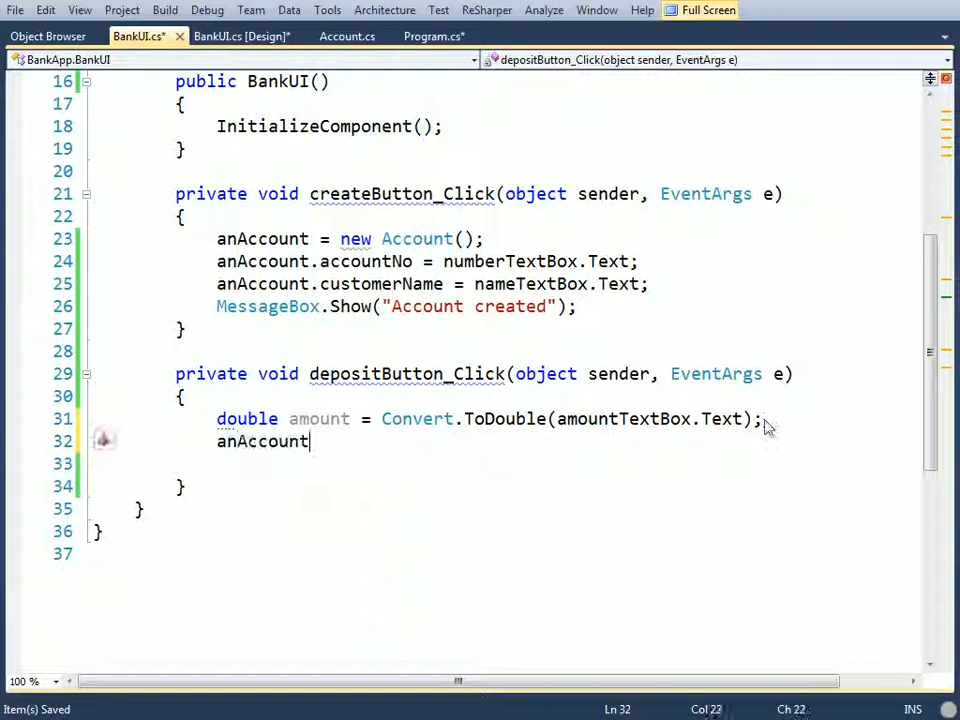 File Edit View Project Build Debug Team Data Tools Architecture Test ReSharper Analyze Window Help Full Screen
Object Browser BankUI.cs* BankUI.cs [Design]* Account.cs Program.cs*
BankApp.BankUI depositButton_Click(object sender, EventArgs e)
16 public BankUI()
17 {
18 InitializeComponent();
19 }
20
21 private void createButton_Click(object sender, EventArgs e)
22 {
23 anAccount = new Account();
24 anAccount.accountNo = numberTextBox.Text;
25 anAccount.customerName = nameTextBox.Text;
26 MessageBox.Show("Account created");
27 }
28
29 private void depositButton_Click(object sender, EventArgs e)
30 {
31 double amount = Convert.ToDouble(amountTextBox.Text);
32 anAccount
33
34 }
35 }
36 }
37
100 %
Item(s) Saved Ln 32 Col 22 Ch 22 INS